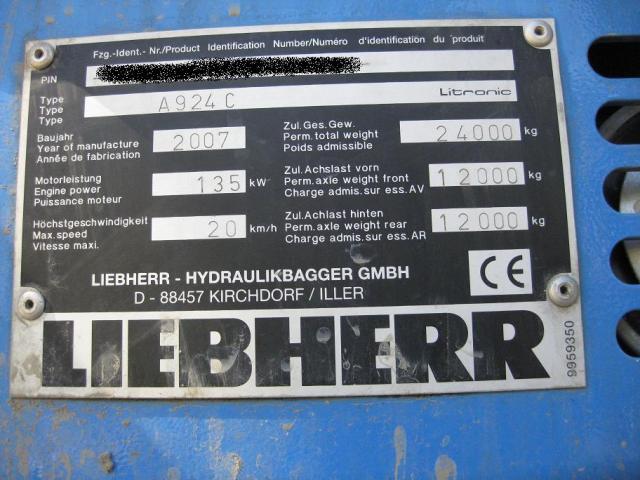 Fzg.-Ident.- Nr./Product Identification Number/Numéro d'identification du produit
PIN
Type
Type
Type
A924 C
Litronic
Baujahr
Year of manufacture
Année de fabrication
2007
Zul.Ges.Gew.
Perm.total weight
Poids admissible
24000 kg
Motorleistung
Engine power
Puissance moteur
135 kW
Zul.Achslast vorn
Perm.axle weight front
Charge admis.sur ess.AV
12000 kg
Höchstgeschwindigkeit
Max.speed
Vitesse maxi.
20 km/h
Zul.Achlast hinten
Perm.axle weight rear
Charge admis.sur ess.AR
12000 kg
LIEBHERR - HYDRAULIKBAGGER GMBH
D - 88457 KIRCHDORF / ILLER
CE
LIEBHERR
9959350